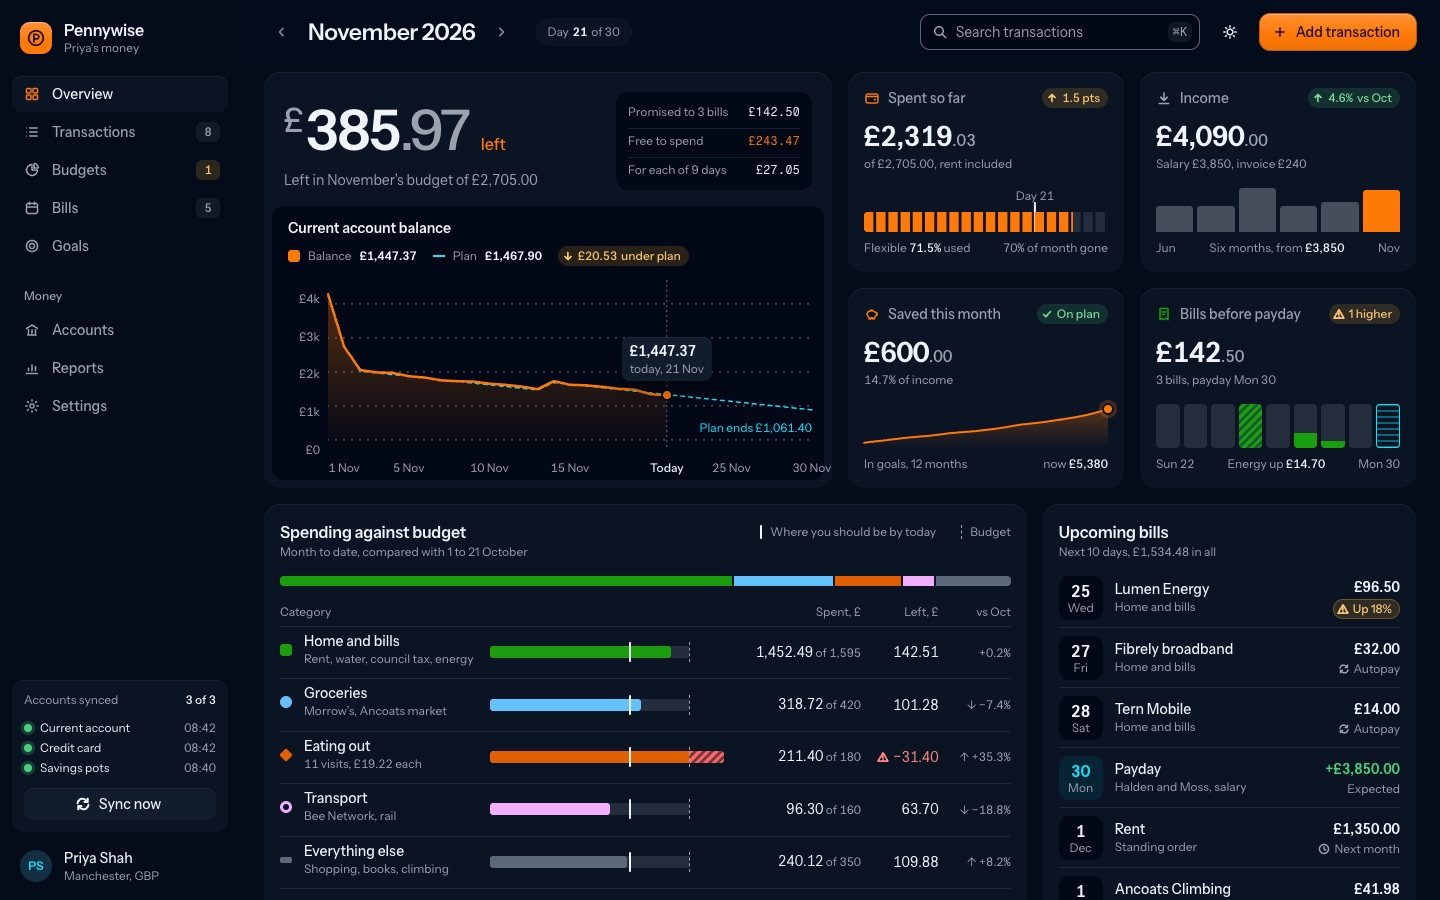 Pennywise
Priya's money
Overview
Transactions 8
Budgets 1
Bills 5
Goals
Money
Accounts
Reports
Settings
Accounts synced 3 of 3
Current account 08:42
Credit card 08:42
Savings pots 08:40
Sync now
PS
Priya Shah
Manchester, GBP
November 2026
Day 21 of 30
Search transactions ⌘K
Add transaction
£385.97 left
Left in November's budget of £2,705.00
Promised to 3 bills £142.50
Free to spend £243.47
For each of 9 days £27.05
Current account balance
Balance £1,447.37 Plan £1,467.90 £20.53 under plan
£4k
£3k
£2k
£1k
£0
£1,447.37
today, 21 Nov
Plan ends £1,061.40
1 Nov 5 Nov 10 Nov 15 Nov Today 25 Nov 30 Nov
Spent so far 1.5 pts
£2,319.03
of £2,705.00, rent included
Day 21
Flexible 71.5% used 70% of month gone
Income 4.6% vs Oct
£4,090.00
Salary £3,850, invoice £240
Jun Six months, from £3,850 Nov
Saved this month On plan
£600.00
14.7% of income
In goals, 12 months now £5,380
Bills before payday 1 higher
£142.50
3 bills, payday Mon 30
Sun 22 Energy up £14.70 Mon 30
Spending against budget
Month to date, compared with 1 to 21 October
Where you should be by today Budget
Category Spent, £ Left, £ vs Oct
Home and bills
Rent, water, council tax, energy
1,452.49 of 1,595 142.51 +0.2%
Groceries
Morrow's, Ancoats market
318.72 of 420 101.28 −7.4%
Eating out
11 visits, £19.22 each
211.40 of 180 −31.40 +35.3%
Transport
Bee Network, rail
96.30 of 160 63.70 −18.8%
Everything else
Shopping, books, climbing
240.12 of 350 109.88 +8.2%
Upcoming bills
Next 10 days, £1,534.48 in all
25 Wed
Lumen Energy £96.50
Home and bills Up 18%
27 Fri
Fibrely broadband £32.00
Home and bills Autopay
28 Sat
Tern Mobile £14.00
Home and bills Autopay
30 Mon
Payday +£3,850.00
Halden and Moss, salary Expected
1 Dec
Rent £1,350.00
Standing order Next month
1 Ancoats Climbing £41.98